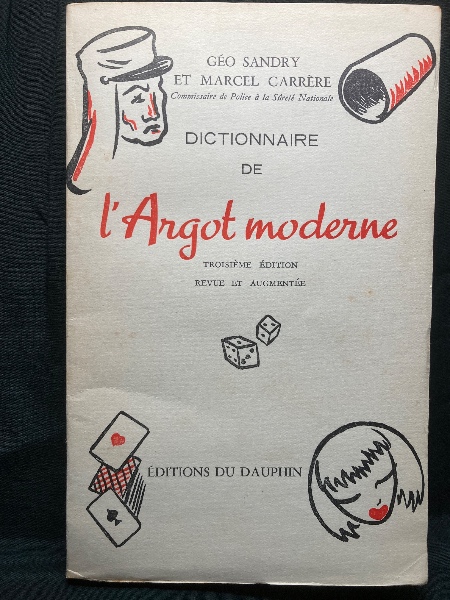 GÉO SANDRY
ET MARCEL CARRÈRE
Commissaire de Police à la Sûreté Nationale
DICTIONNAIRE
DE
l'Argot moderne
TROISIÈME ÉDITION
REVUE ET AUGMENTÉE
ÉDITIONS DU DAUPHIN